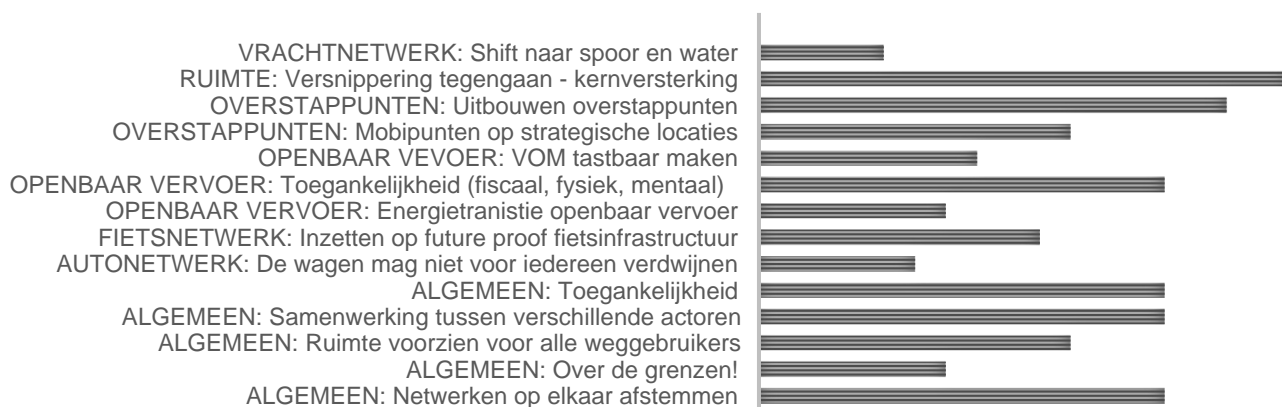 VRACHTNETWERK: Shift naar spoor en water
RUIMTE: Versnippering tegengaan - kernversterking
OVERSTAPPUNTEN: Uitbouwen overstappunten
OVERSTAPPUNTEN: Mobipunten op strategische locaties
OPENBAAR VEVOER: VOM tastbaar maken
OPENBAAR VERVOER: Toegankelijkheid (fiscaal, fysiek, mentaal)
OPENBAAR VERVOER: Energietranistie openbaar vervoer
FIETSNETWERK: Inzetten op future proof fietsinfrastructuur
AUTONETWERK: De wagen mag niet voor iedereen verdwijnen
ALGEMEEN: Toegankelijkheid
ALGEMEEN: Samenwerking tussen verschillende actoren
ALGEMEEN: Ruimte voorzien voor alle weggebruikers
ALGEMEEN: Over de grenzen!
ALGEMEEN: Netwerken op elkaar afstemmen